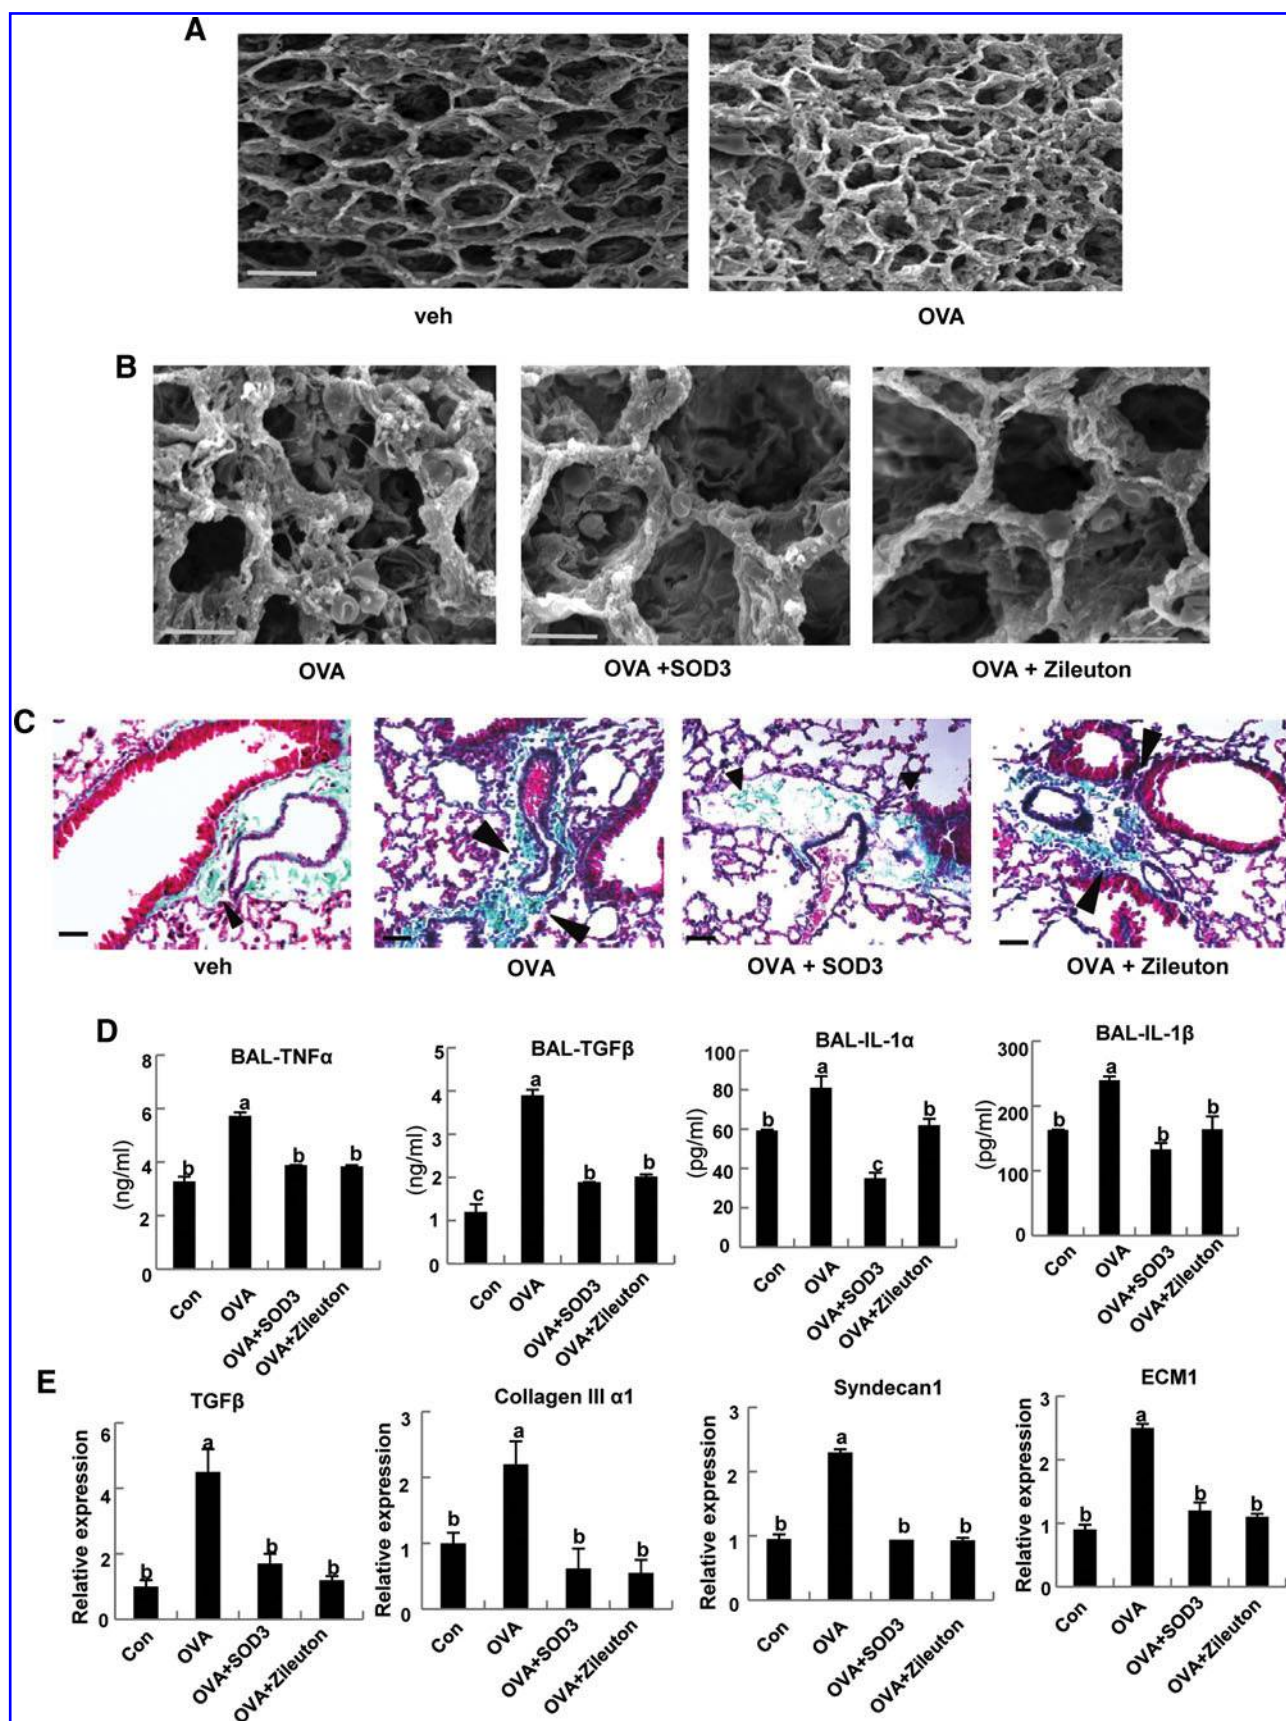 A
veh OVA
B
OVA OVA +SOD3 OVA + Zileuton
C
veh OVA OVA + SOD3 OVA + Zileuton
D
BAL-TNFα
(ng/ml)
8
6
4
2
0
b a b b
Con OVA OVA+SOD3 OVA+Zileuton
BAL-TGFβ
(ng/ml)
5
4
3
2
1
0
c a b b
Con OVA OVA+SOD3 OVA+Zileuton
BAL-IL-1α
(pg/ml)
100
80
60
40
20
0
b a c b
Con OVA OVA+SOD3 OVA+Zileuton
BAL-IL-1β
(pg/ml)
300
200
100
0
b a b b
Con OVA OVA+SOD3 OVA+Zileuton
E
TGFβ
Relative expression
6
4
2
0
b a b b
Con OVA OVA+SOD3 OVA+Zileuton
Collagen III α1
Relative expression
3
2
1
0
b a b b
Con OVA OVA+SOD3 OVA+Zileuton
Syndecan1
Relative expression
3
2
1
0
b a b b
Con OVA OVA+SOD3 OVA+Zileuton
ECM1
Relative expression
3
2
1
0
b a b b
Con OVA OVA+SOD3 OVA+Zileuton